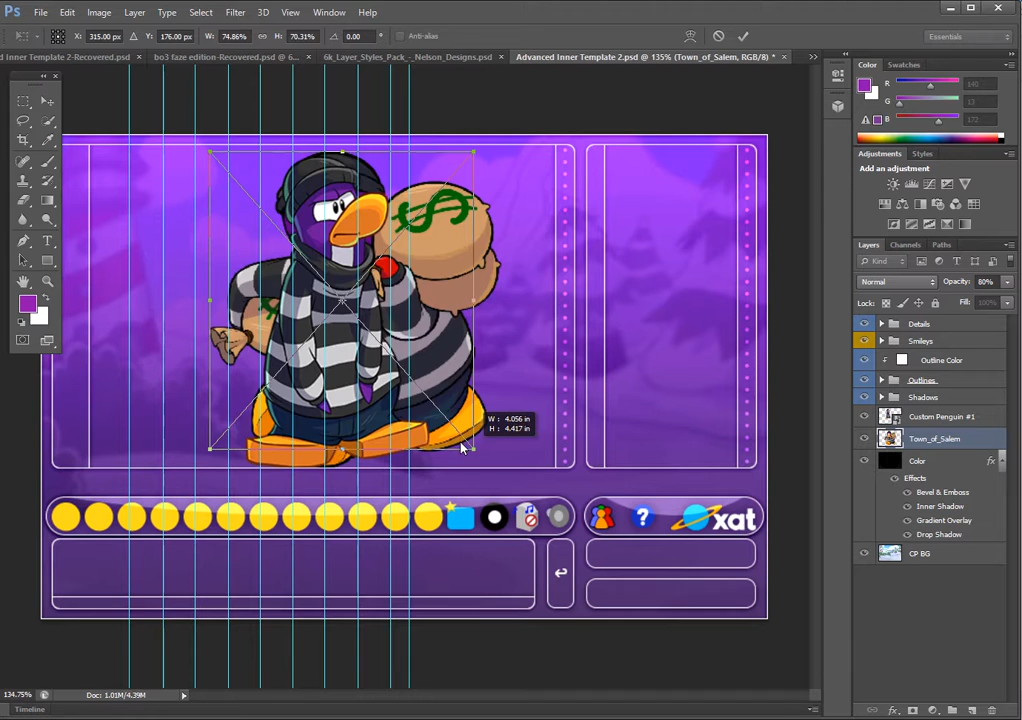 Ps File Edit Image Layer Type Select Filter 3D View Window Help
X: 315.00 px Y: 176.00 px W: 74.86% H: 70.31% 0.00 ° Anti-alias Essentials
d Inner Template 2-Recovered.psd × bo3 faze edition-Recovered.psd @ 6... × 6k_Layer_Styles_Pack_-_Nelson_Designs.psd × Advanced Inner Template 2.psd @ 135% (Town_of_Salem, RGB/8) * ×
Color Swatches
R 140
G 13
B 172
Adjustments Styles
Add an adjustment
Layers Channels Paths
Kind
Normal Opacity: 80%
Lock: Fill: 100%
Details
Smileys
Outline Color
Outlines
Shadows
Custom Penguin #1
Town_of_Salem
Color fx
Effects
Bevel & Emboss
Inner Shadow
Gradient Overlay
Drop Shadow
CP BG
$
W: 4.056 in
H: 4.417 in
? xat
134.75% Doc: 1.01M/4.39M
Timeline